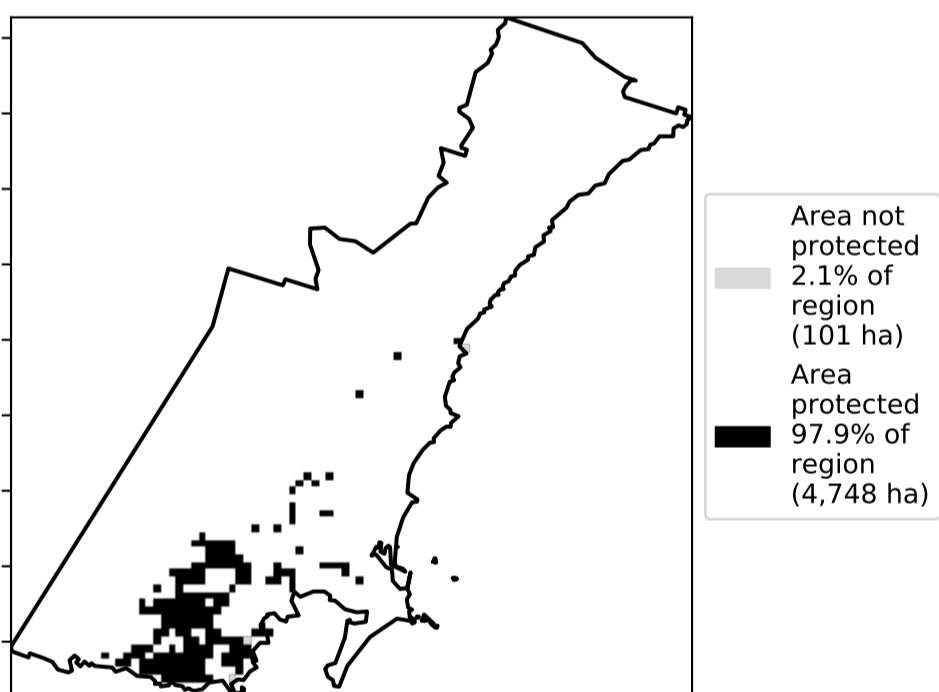 Area not
protected
2.1% of
region
(101 ha)
Area
protected
97.9% of
region
(4,748 ha)